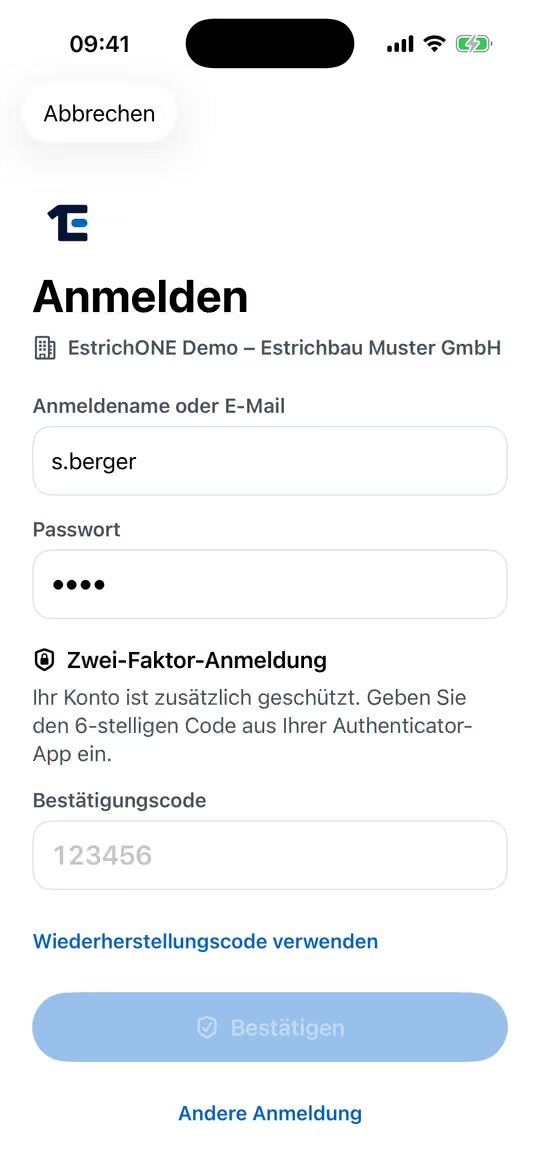 09:41
Abbrechen
1E
Anmelden
EstrichONE Demo – Estrichbau Muster GmbH
Anmeldename oder E-Mail
s.berger
Passwort
••••
Zwei-Faktor-Anmeldung
Ihr Konto ist zusätzlich geschützt. Geben Sie
den 6-stelligen Code aus Ihrer Authenticator-
App ein.
Bestätigungscode
123456
Wiederherstellungscode verwenden
Bestätigen
Andere Anmeldung